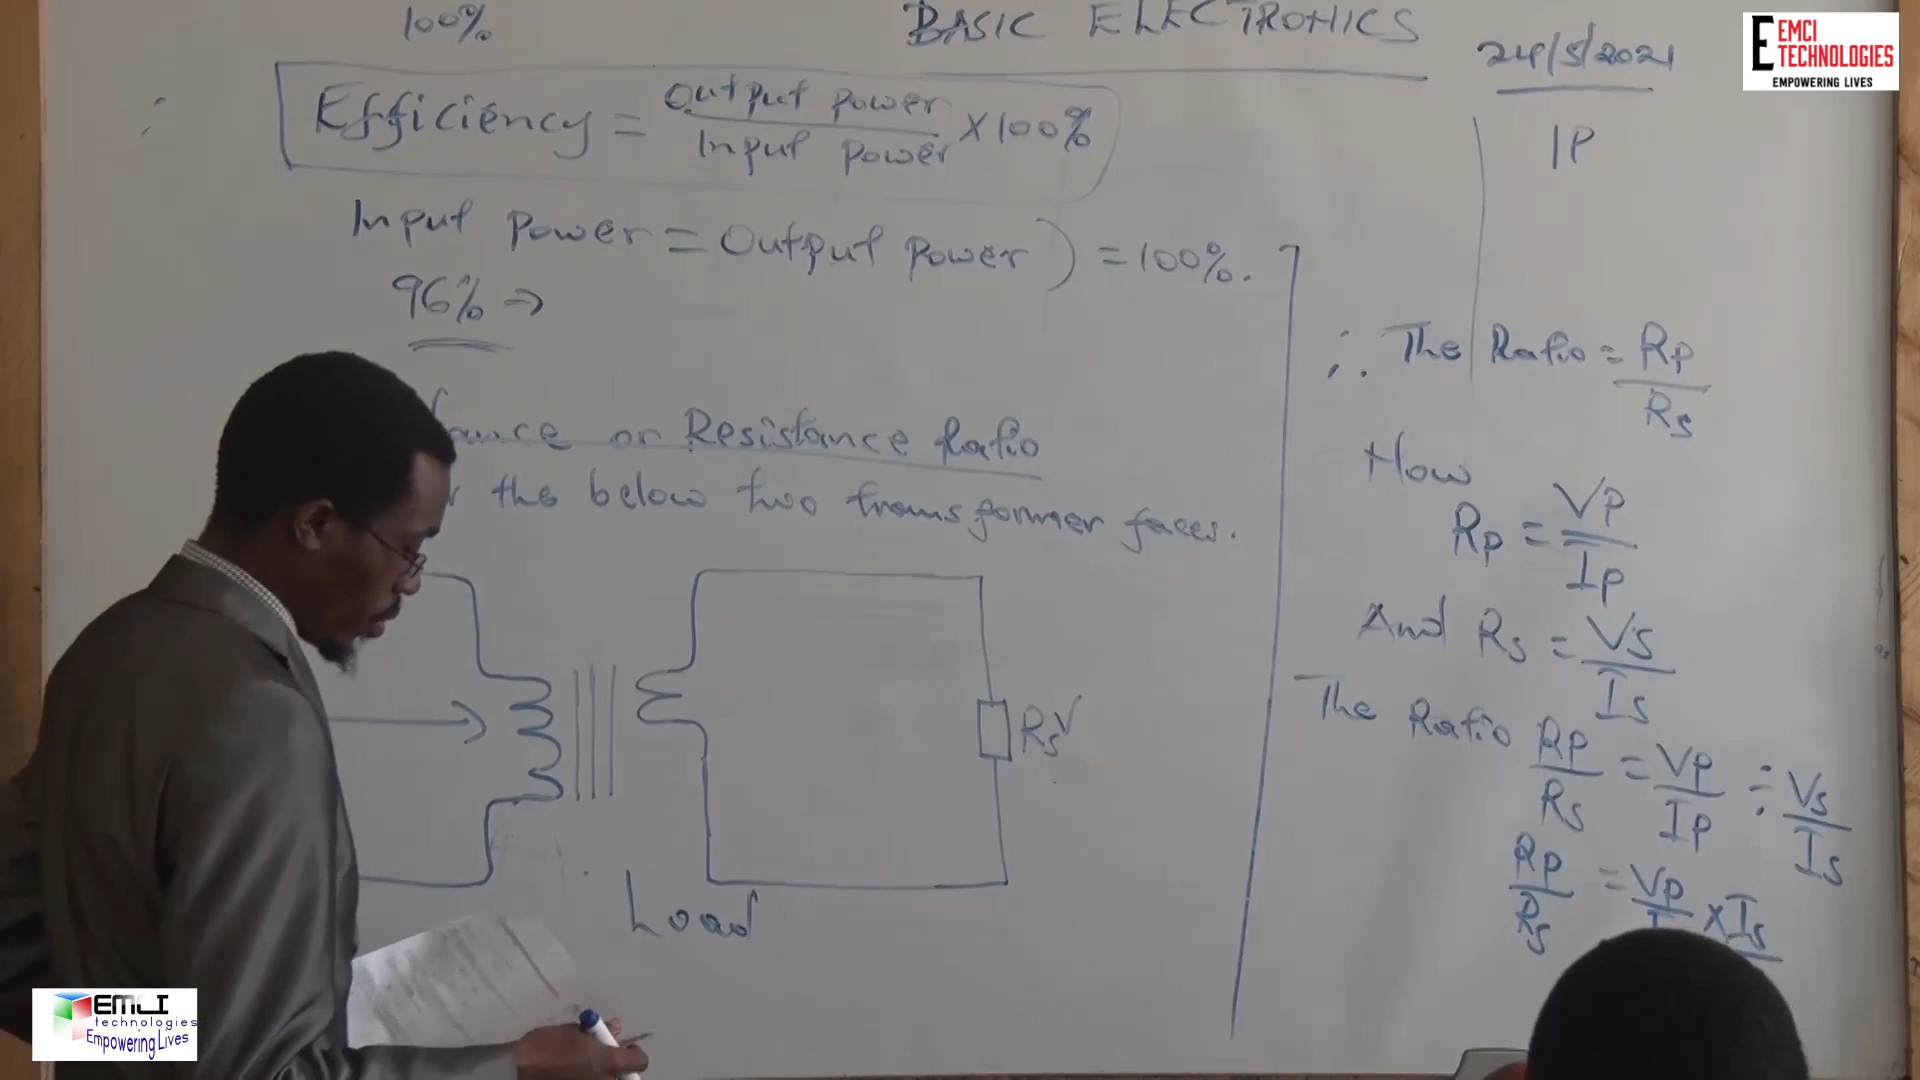 100%
BASIC ELECTRONICS
24/5/2021
E EMCI
TECHNOLOGIES
EMPOWERING LIVES
Efficiency = Output power / Input power × 100%
IP
Input power = Output power ) = 100%.
96% ⇒
or Resistance Ratio
the below two transformer faces.
Rs V
Load
∴ The Ratio = Rp / Rs
Now
Rp = Vp / Ip
And Rs = Vs / Is
The Ratio Rp / Rs = Vp / Ip ÷ Vs / Is
Rp / Rs = Vp / I × Is
EMCI
technologies
Empowering Lives